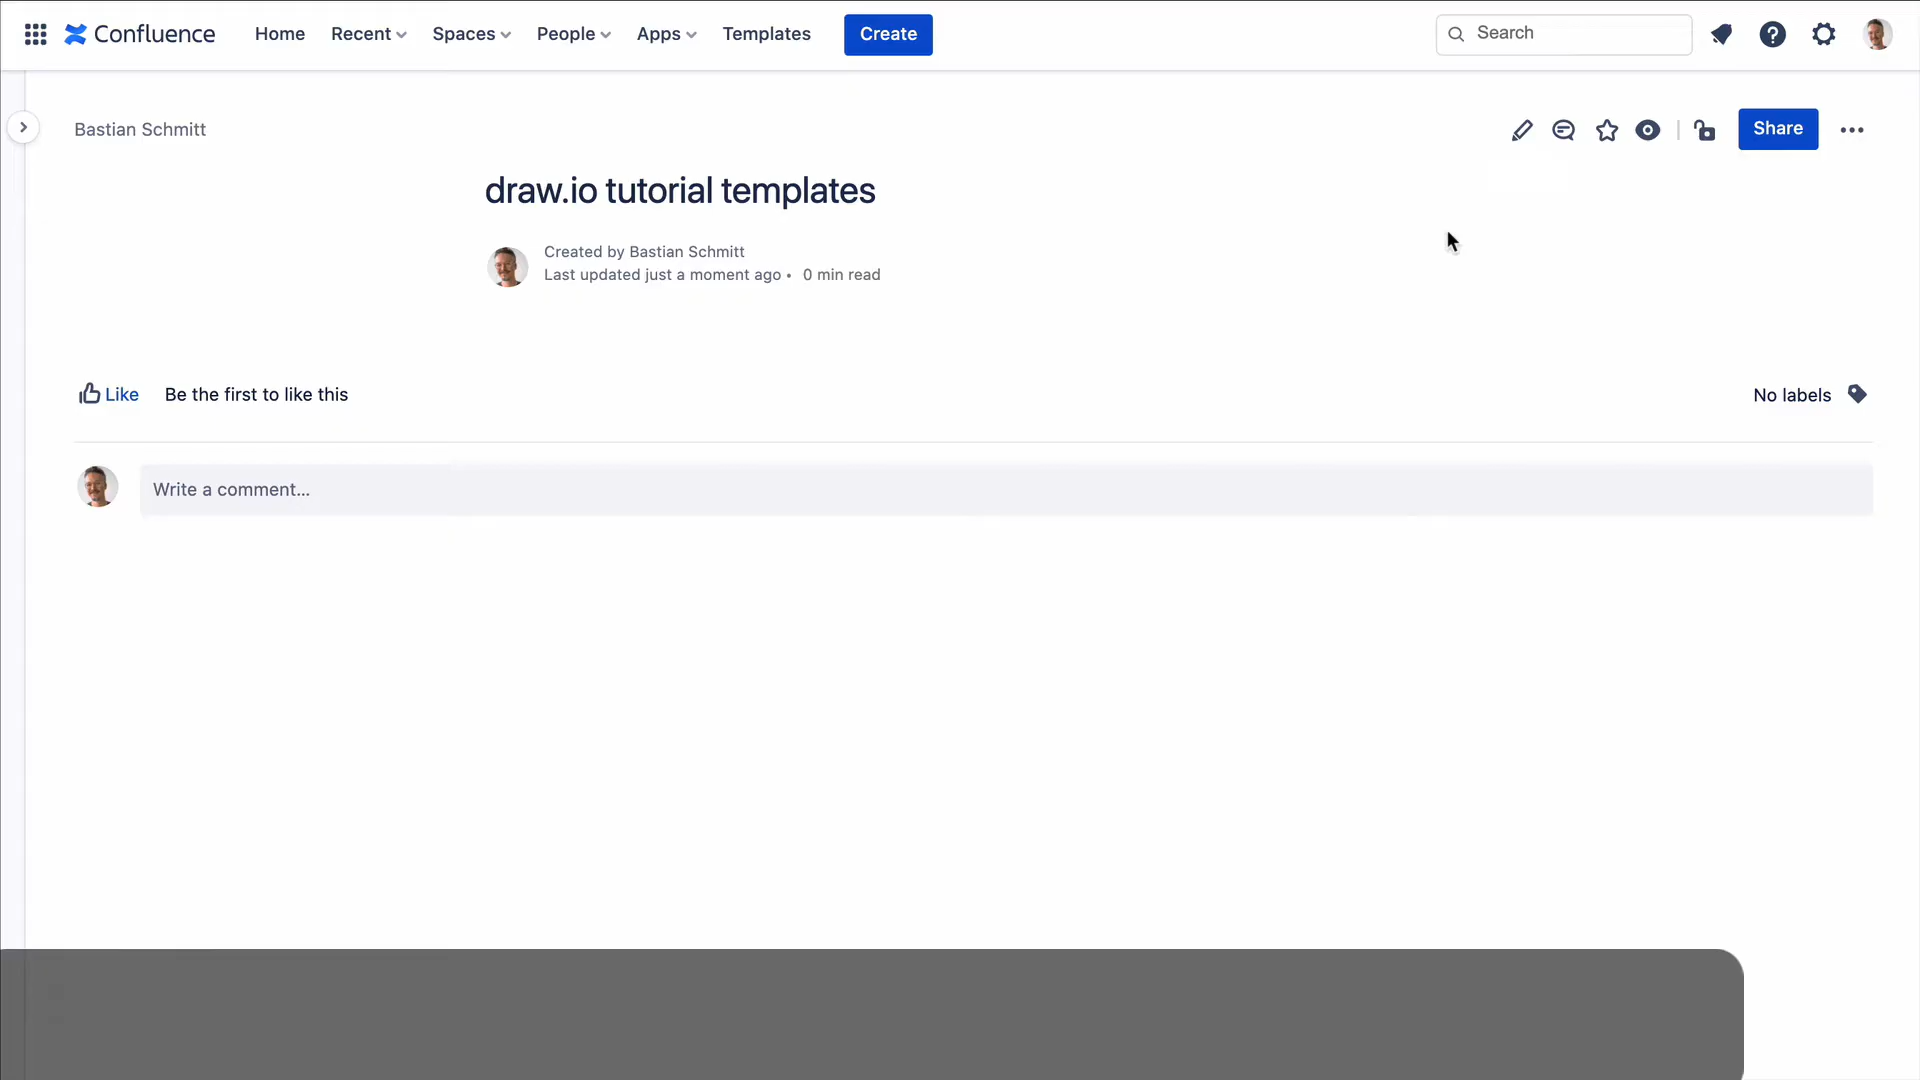 Confluence
Home
Recent
Spaces
People
Apps
Templates
Create
Search
Bastian Schmitt
Share
draw.io tutorial templates
Created by Bastian Schmitt
Last updated just a moment ago • 0 min read
Like
Be the first to like this
No labels
Write a comment...